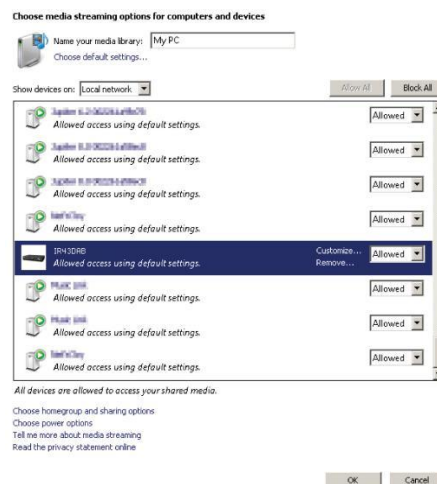 Choose media streaming options for computers and devices
Name your media library: My PC
Choose default settings...
Show devices on: Local network Allow All Block All
Allowed
Allowed access using default settings.
Allowed
Allowed access using default settings.
Allowed
Allowed access using default settings.
Allowed
Allowed access using default settings.
IR43DAB Customize... Allowed
Allowed access using default settings. Remove...
Allowed
Allowed access using default settings.
Allowed
Allowed access using default settings.
Allowed
Allowed access using default settings.
All devices are allowed to access your shared media.
Choose homegroup and sharing options
Choose power options
Tell me more about media streaming
Read the privacy statement online
OK Cancel